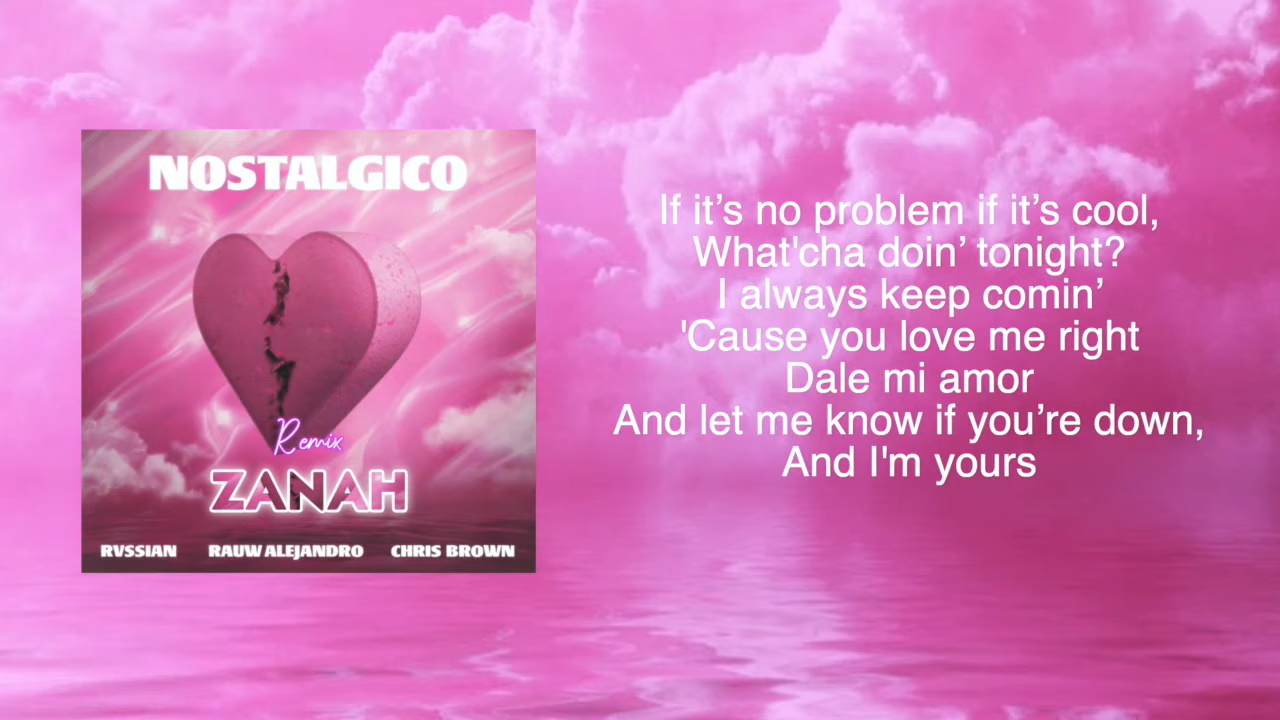 NOSTALGICO
Remix
ZANAH
RVSSIAN RAUW ALEJANDRO CHRIS BROWN
If it’s no problem if it’s cool,
What'cha doin’ tonight?
I always keep comin’
'Cause you love me right
Dale mi amor
And let me know if you’re down,
And I'm yours